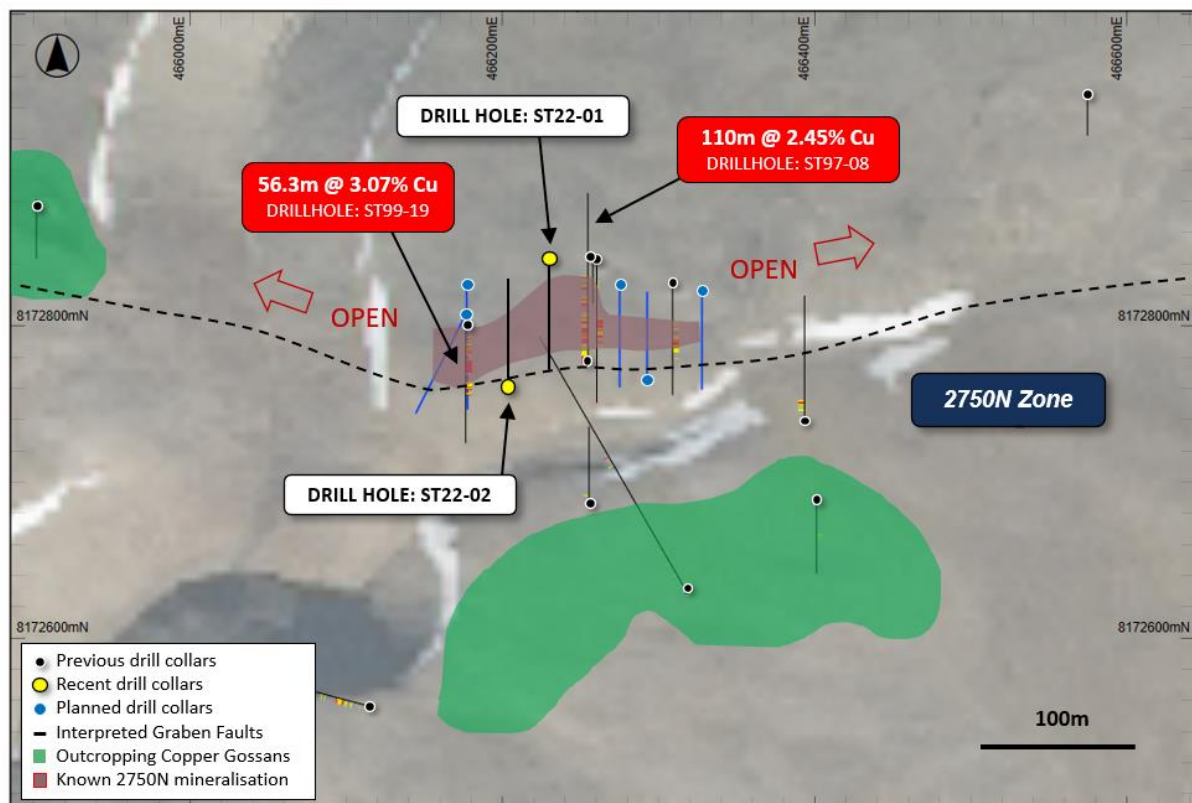 466000mE
466200mE
466400mE
466600mE
DRILL HOLE: ST22-01
110m @ 2.45% Cu
DRILLHOLE: ST97-08
56.3m @ 3.07% Cu
DRILLHOLE: ST99-19
OPEN
OPEN
8172800mN
8172800mN
2750N Zone
DRILL HOLE: ST22-02
8172600mN
8172600mN
Previous drill collars
Recent drill collars
Planned drill collars
Interpreted Graben Faults
Outcropping Copper Gossans
Known 2750N mineralisation
100m